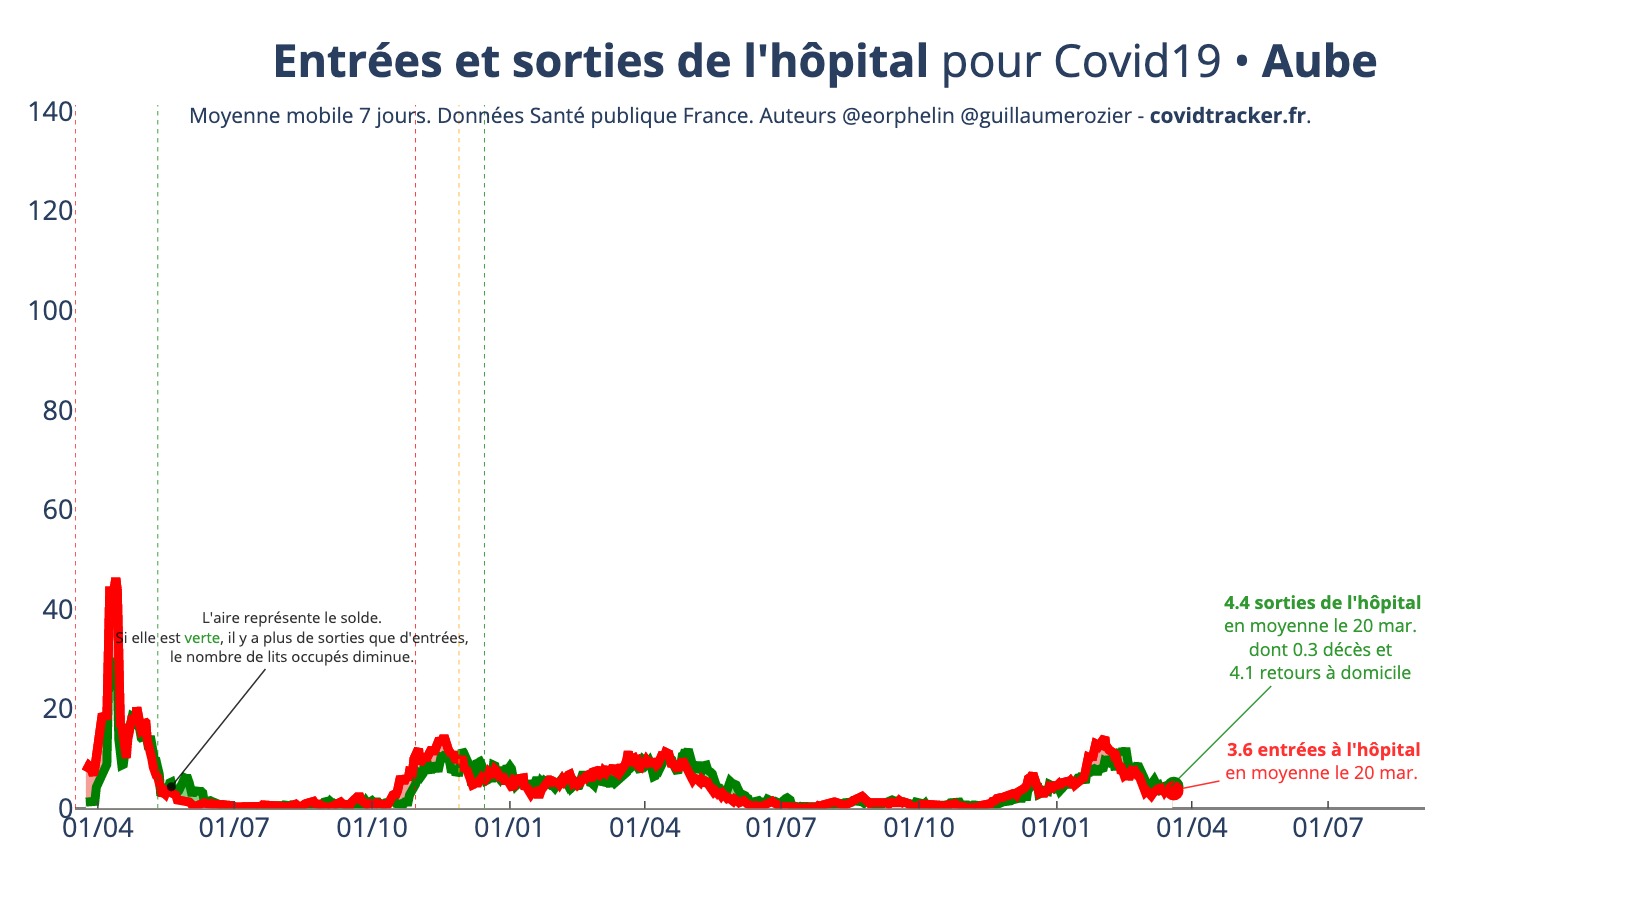 Entrées et sorties de l'hôpital pour Covid19 • Aube
Moyenne mobile 7 jours. Données Santé publique France. Auteurs @eorphelin @guillaumerozier - covidtracker.fr.
140
120
100
80
60
40
20
0
L'aire représente le solde.
Si elle est verte, il y a plus de sorties que d'entrées,
le nombre de lits occupés diminue.
4.4 sorties de l'hôpital
en moyenne le 20 mar.
dont 0.3 décès et
4.1 retours à domicile
3.6 entrées à l'hôpital
en moyenne le 20 mar.
01/04 01/07 01/10 01/01 01/04 01/07 01/10 01/01 01/04 01/07